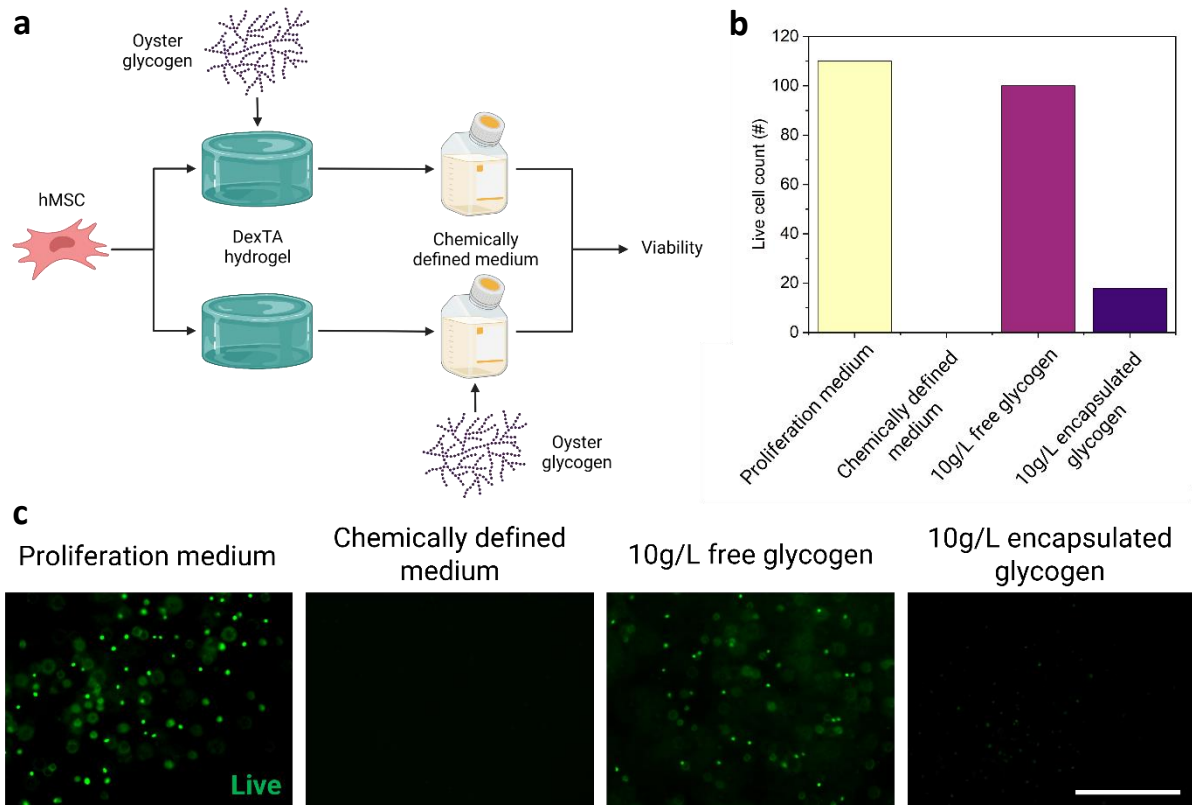 a
Oyster
glycogen
hMSC
DexTA
hydrogel
Chemically
defined medium
Viability
Oyster
glycogen
b
Live cell count (#)
120
100
80
60
40
20
0
Proliferation medium
Chemically defined
medium
10g/L free glycogen
10g/L encapsulated
glycogen
c
Proliferation medium
Chemically defined
medium
10g/L free glycogen
10g/L encapsulated
glycogen
Live